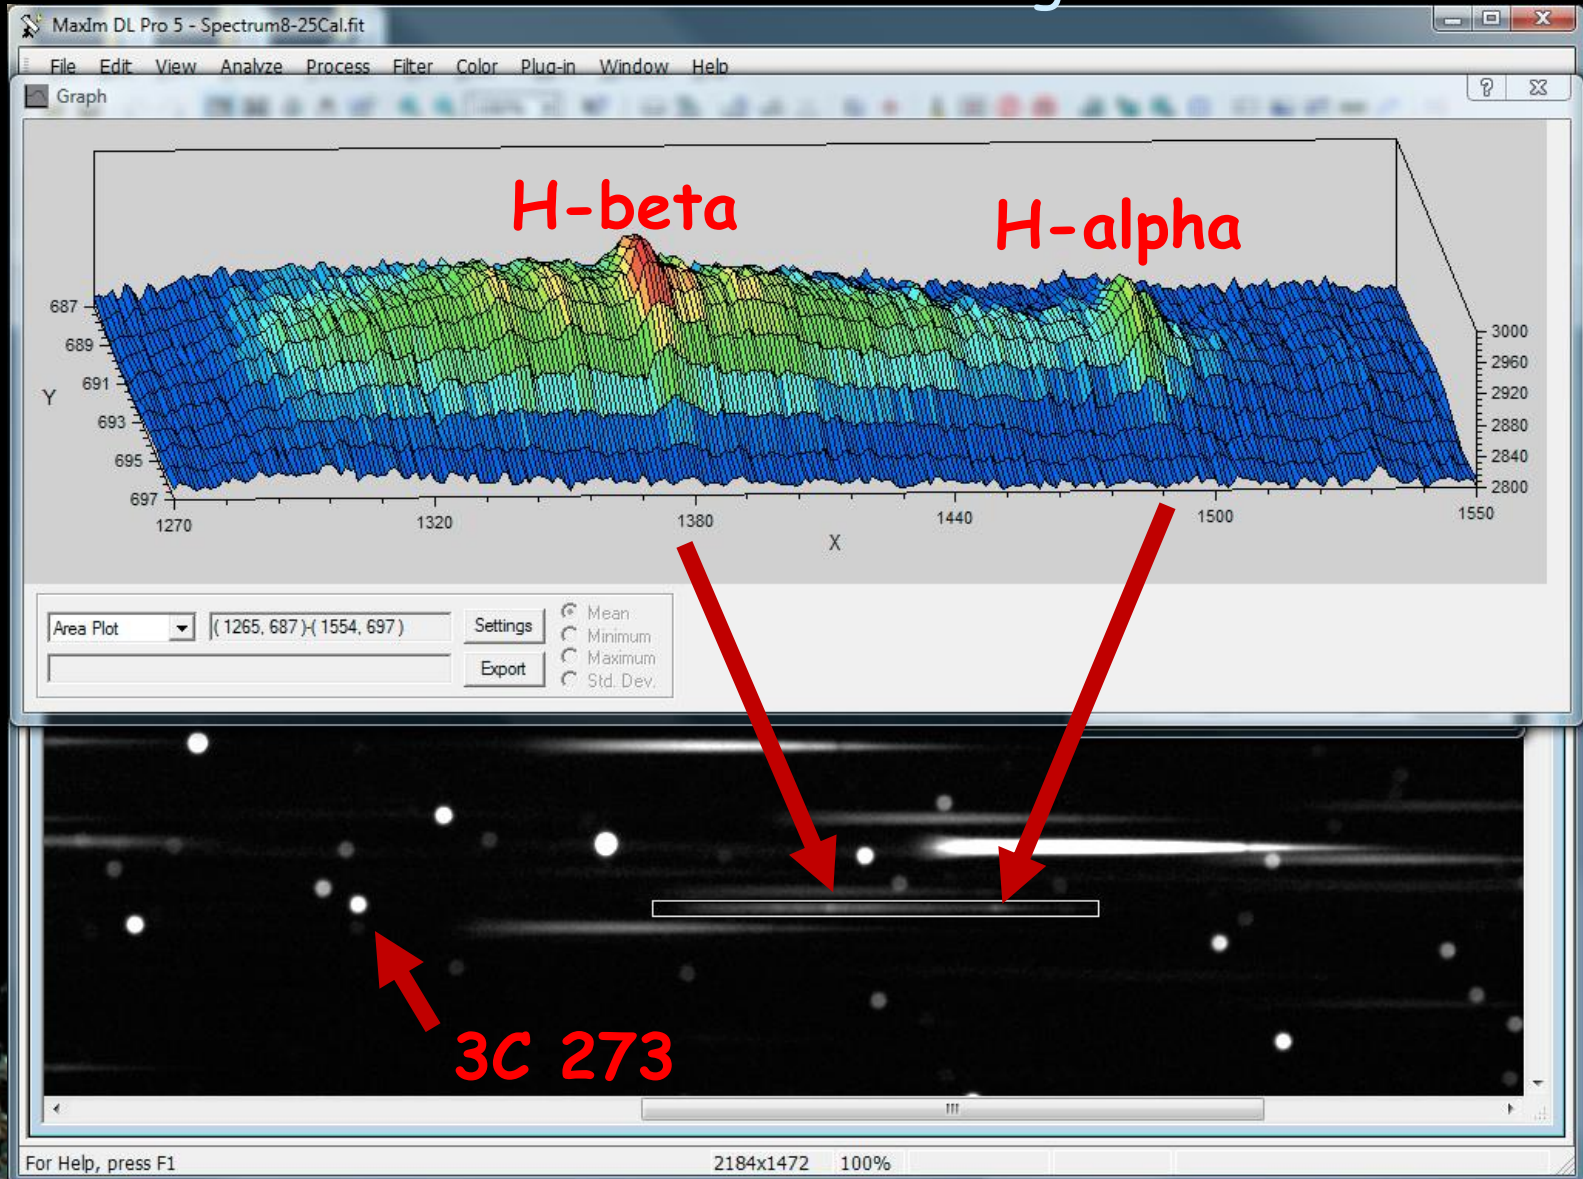 MaxIm DL Pro 5 - Spectrum8-25Cal.fit
File Edit View Analyze Process Filter Color Plug-in Window Help
Graph
H-beta
H-alpha
687
689
691
693
695
697
Y
3000
2960
2920
2880
2840
2800
1270 1320 1380 1440 1500 1550
X
Area Plot
( 1265, 687 )-( 1554, 697 )
Settings
Export
Mean
Minimum
Maximum
Std. Dev.
3C 273
For Help, press F1
2184x1472 100%